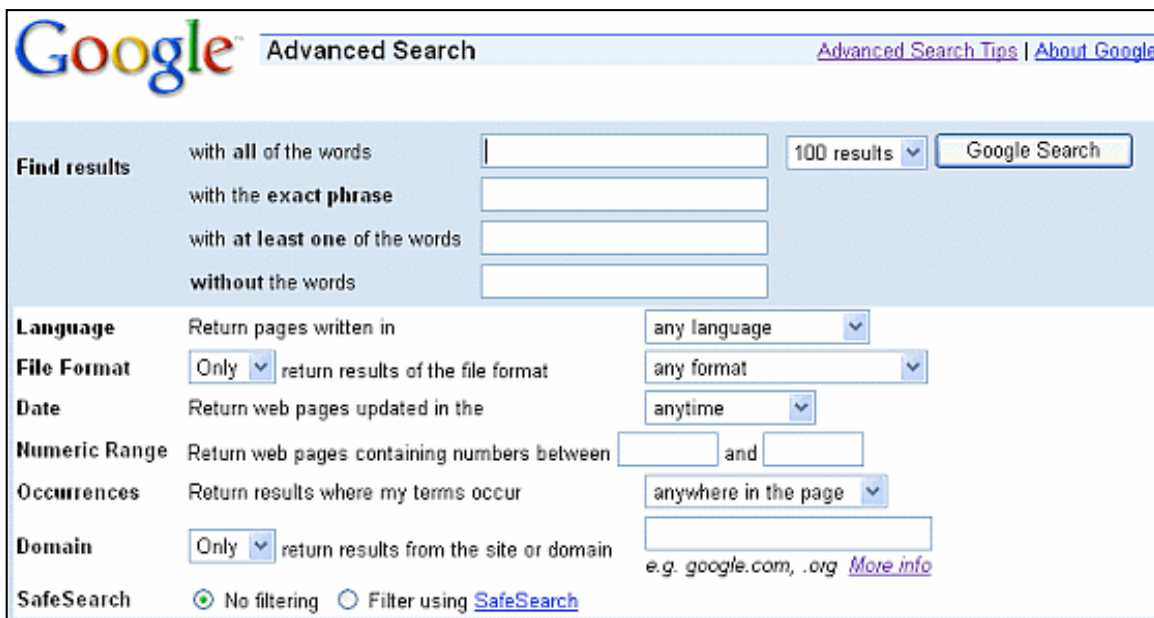 Google™ Advanced Search Advanced Search Tips | About Google
Find results with all of the words 100 results Google Search
with the exact phrase
with at least one of the words
without the words
Language Return pages written in any language
File Format Only return results of the file format any format
Date Return web pages updated in the anytime
Numeric Range Return web pages containing numbers between and
Occurrences Return results where my terms occur anywhere in the page
Domain Only return results from the site or domain
e.g. google.com, .org More info
SafeSearch No filtering Filter using SafeSearch